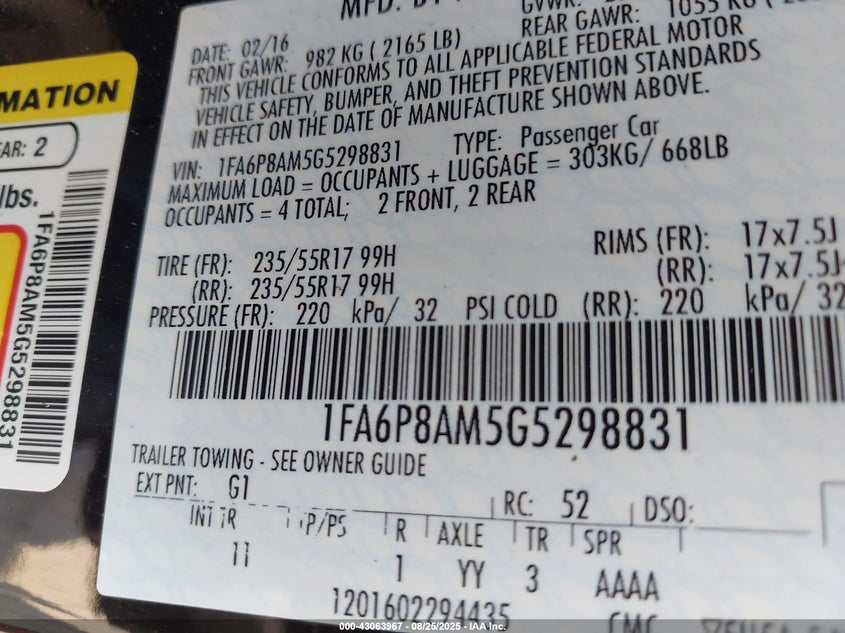 MFD. BY
GVWR:
REAR GAWR: 1055 KG
DATE: 02/16
FRONT GAWR: 982 KG ( 2165 LB)
THIS VEHICLE CONFORMS TO ALL APPLICABLE FEDERAL MOTOR
VEHICLE SAFETY, BUMPER, AND THEFT PREVENTION STANDARDS
IN EFFECT ON THE DATE OF MANUFACTURE SHOWN ABOVE.
VIN: 1FA6P8AM5G5298831 TYPE: Passenger Car
MAXIMUM LOAD = OCCUPANTS + LUGGAGE = 303KG/ 668LB
OCCUPANTS = 4 TOTAL; 2 FRONT, 2 REAR
TIRE (FR): 235/55R17 99H RIMS (FR): 17x7.5J
(RR): 235/55R17 99H (RR): 17x7.5J
PRESSURE (FR): 220 kPa/ 32 PSI COLD (RR): 220 kPa/ 32
1FA6P8AM5G5298831
TRAILER TOWING - SEE OWNER GUIDE
EXT PNT: G1 RC: 52 DSO:
INT TR TP/PS R AXLE TR SPR
11 1 YY 3 AAAA
1201602294435
MATION
AR: 2
lbs.
1FA6P8AM5G5298831
000-43063967 - 08/25/2025 - IAA Inc.